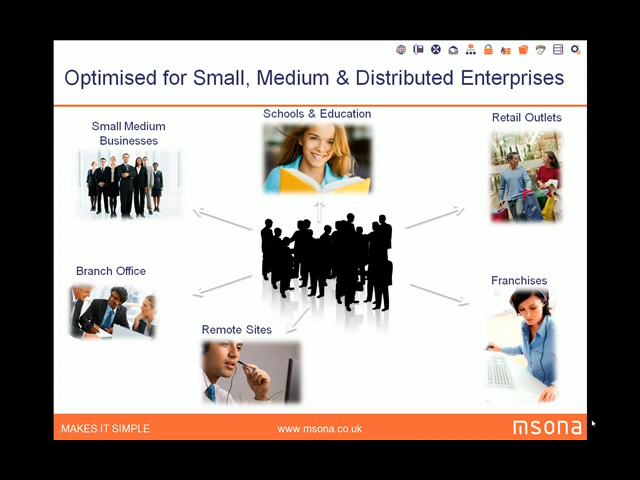 Optimised for Small, Medium & Distributed Enterprises
Schools & Education
Small Medium
Businesses
Retail Outlets
Branch Office
Franchises
Remote Sites
.MAKES IT SIMPLE
www.msona.co.uk
msona